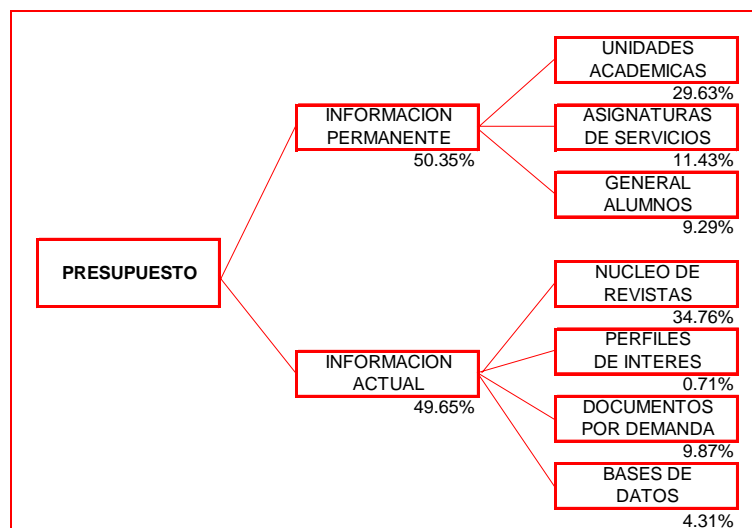 UNIDADES
ACADEMICAS
29.63%
INFORMACION
PERMANENTE
50.35%
ASIGNATURAS
DE SERVICIOS
11.43%
GENERAL
ALUMNOS
9.29%
PRESUPUESTO
NUCLEO DE
REVISTAS
34.76%
INFORMACION
ACTUAL
49.65%
PERFILES
DE INTERES
0.71%
DOCUMENTOS
POR DEMANDA
9.87%
BASES DE
DATOS
4.31%